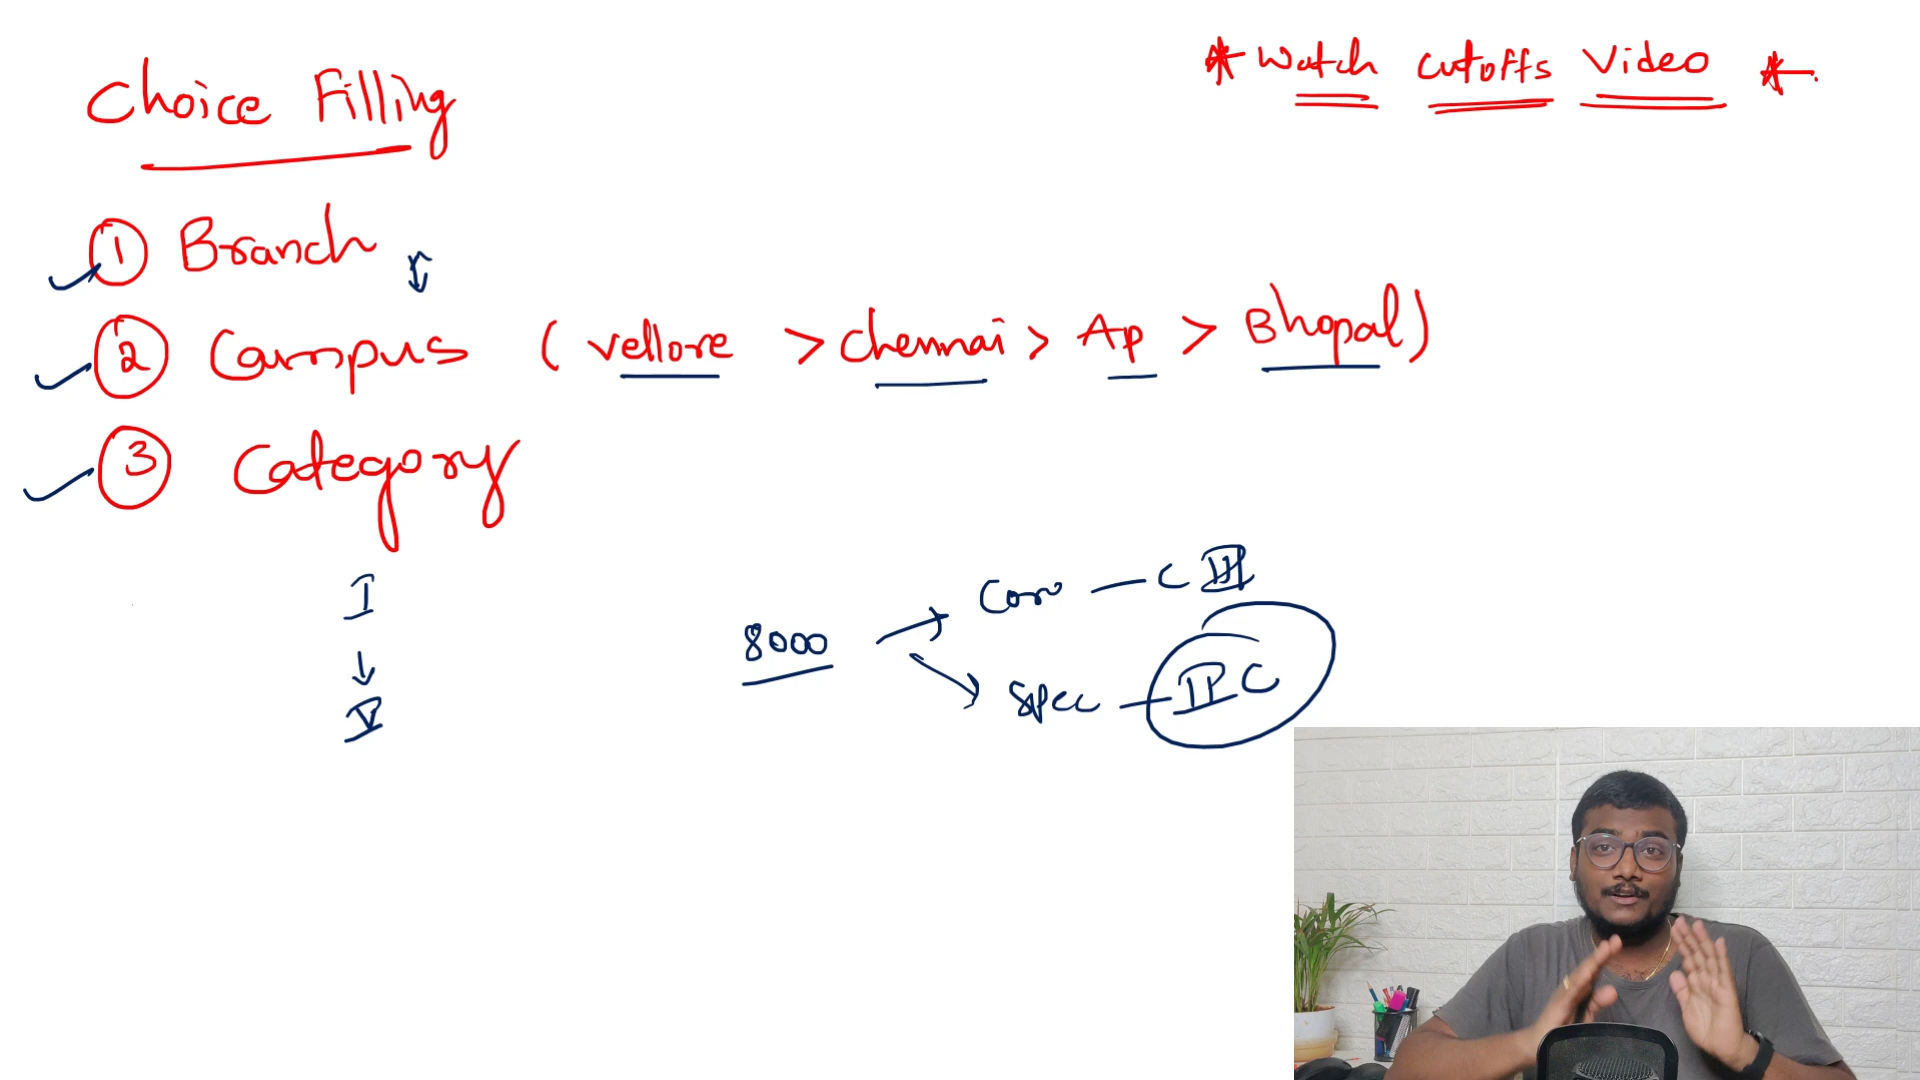 Choice Filling
* Watch cutoffs Video *
① Branch
② Campus (vellore > chennai > Ap > Bhopal)
③ Category
I
↓
V
8000 → Core — C III
→ Spec — II C